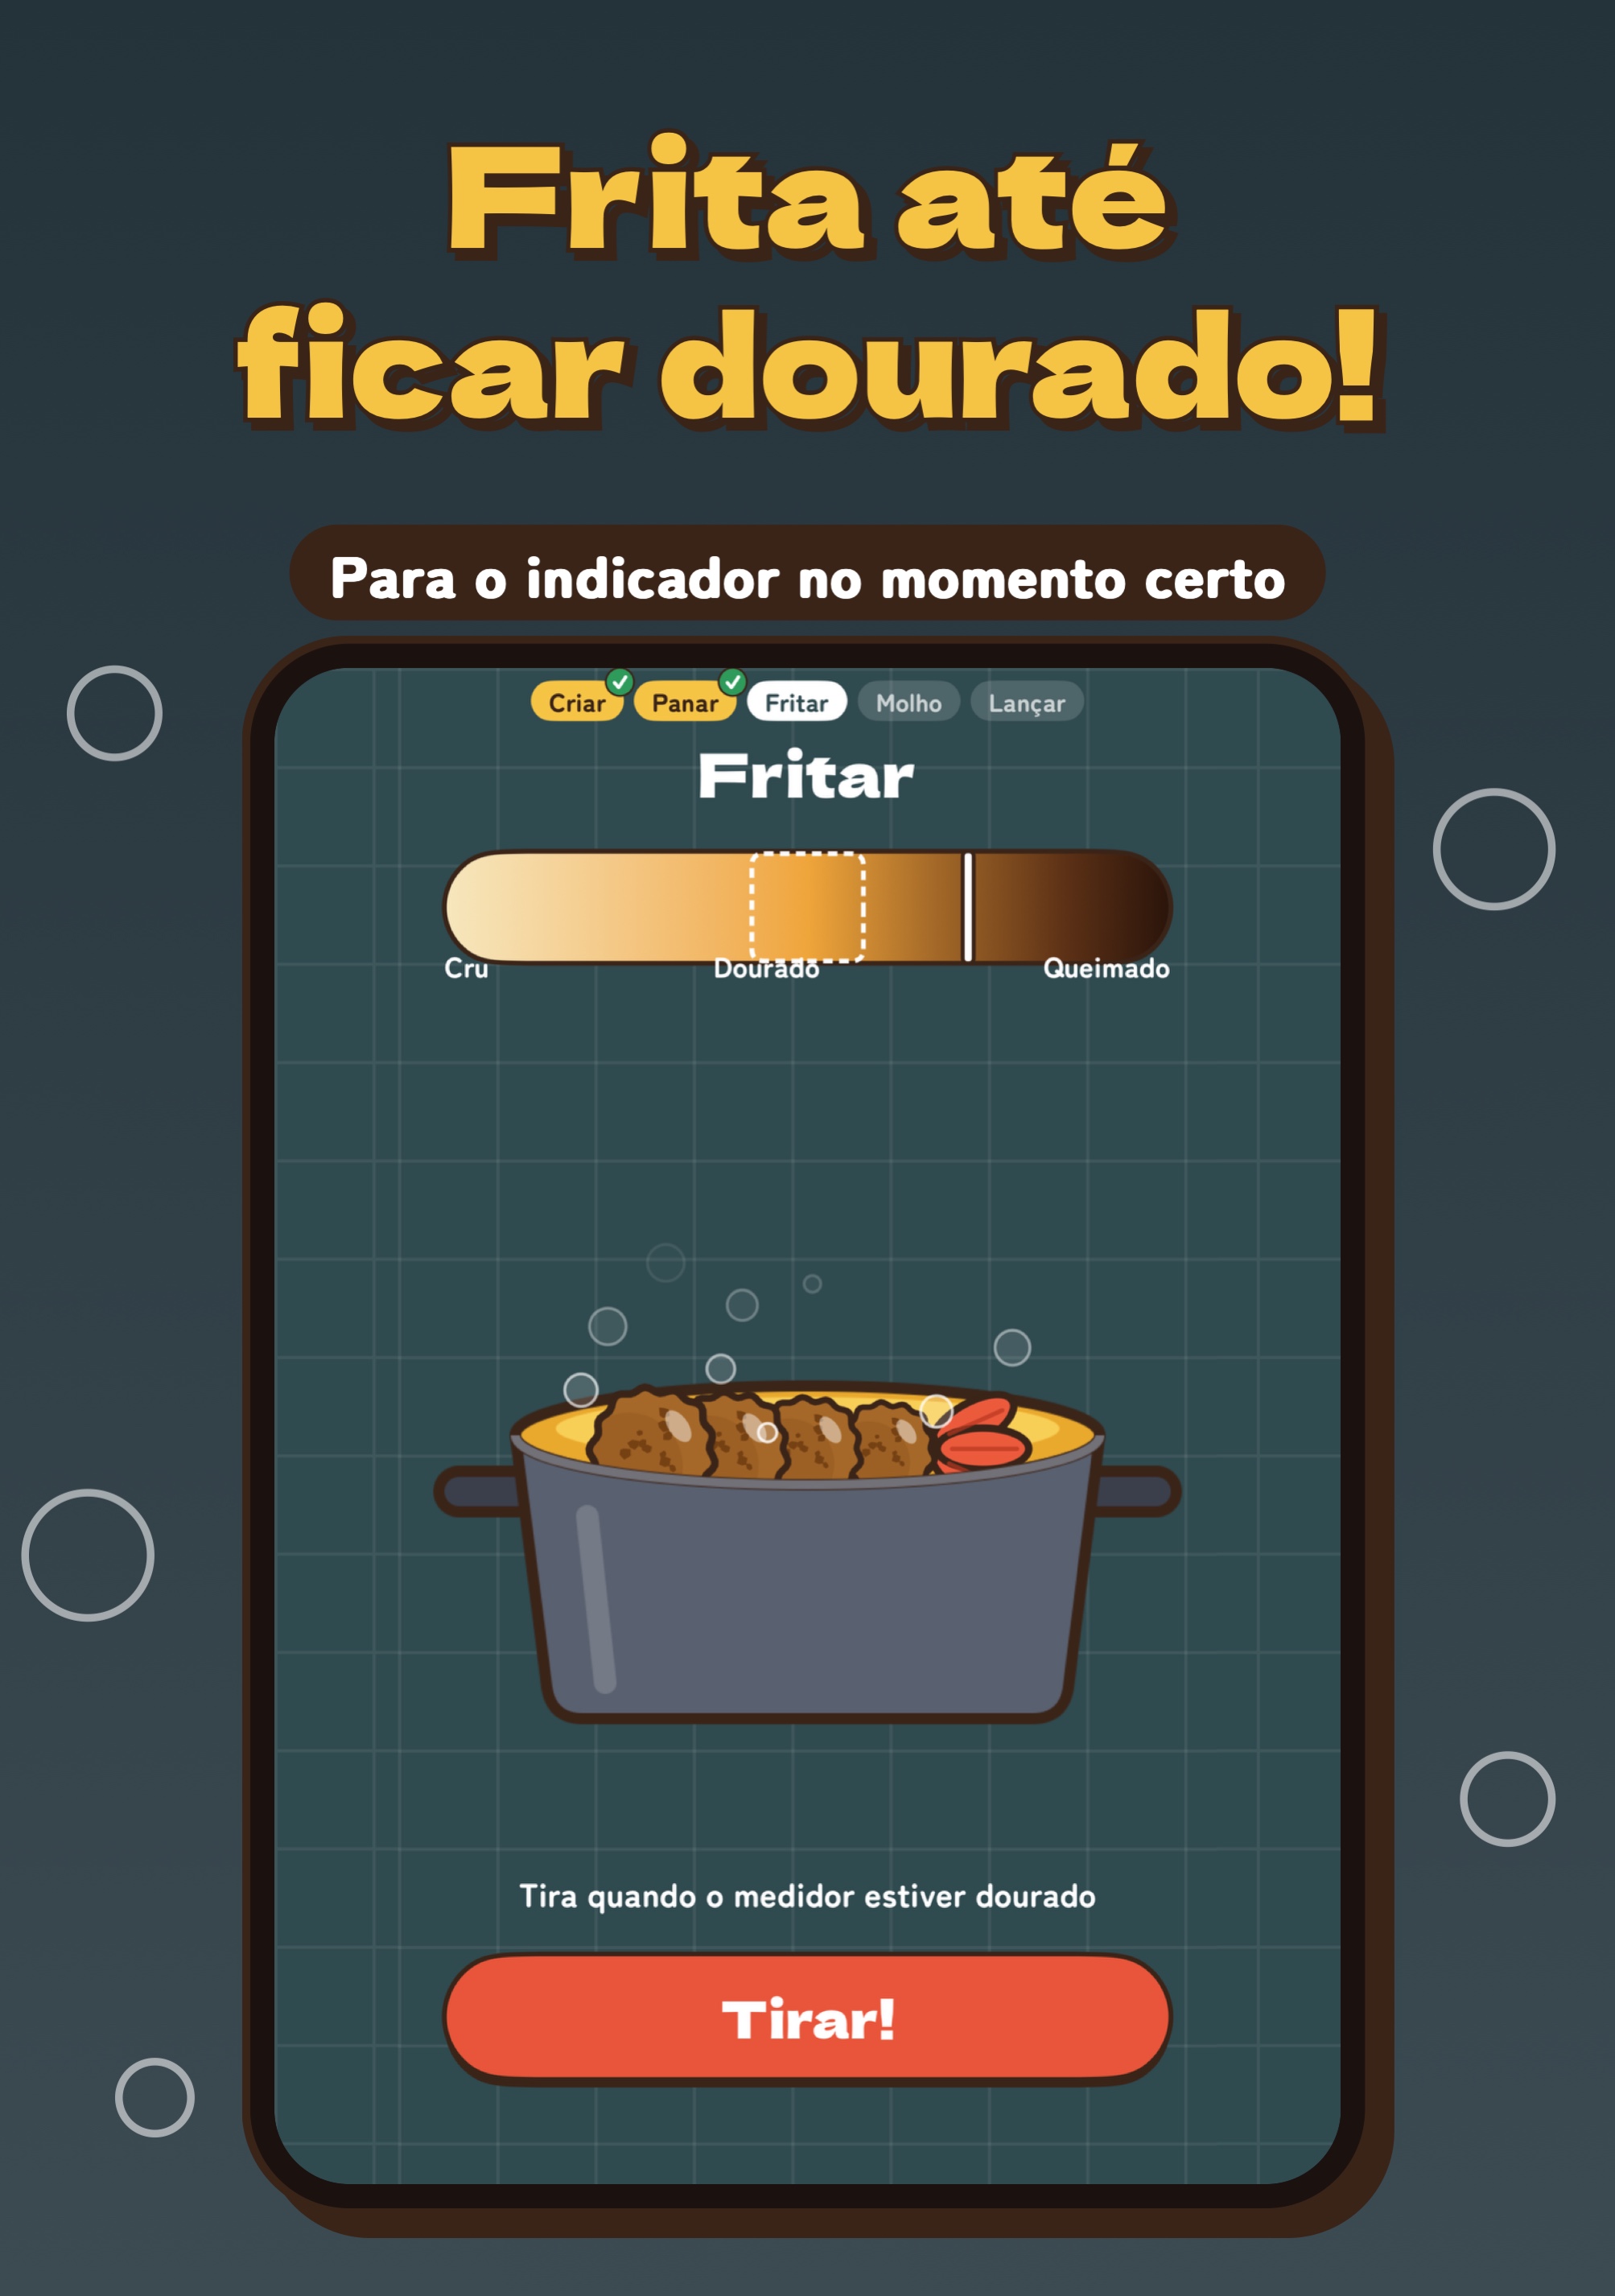 Frita até
ficar dourado!
Para o indicador no momento certo
Criar Panar Fritar Molho Lançar
Fritar
Cru Dourado Queimado
Tira quando o medidor estiver dourado
Tirar!